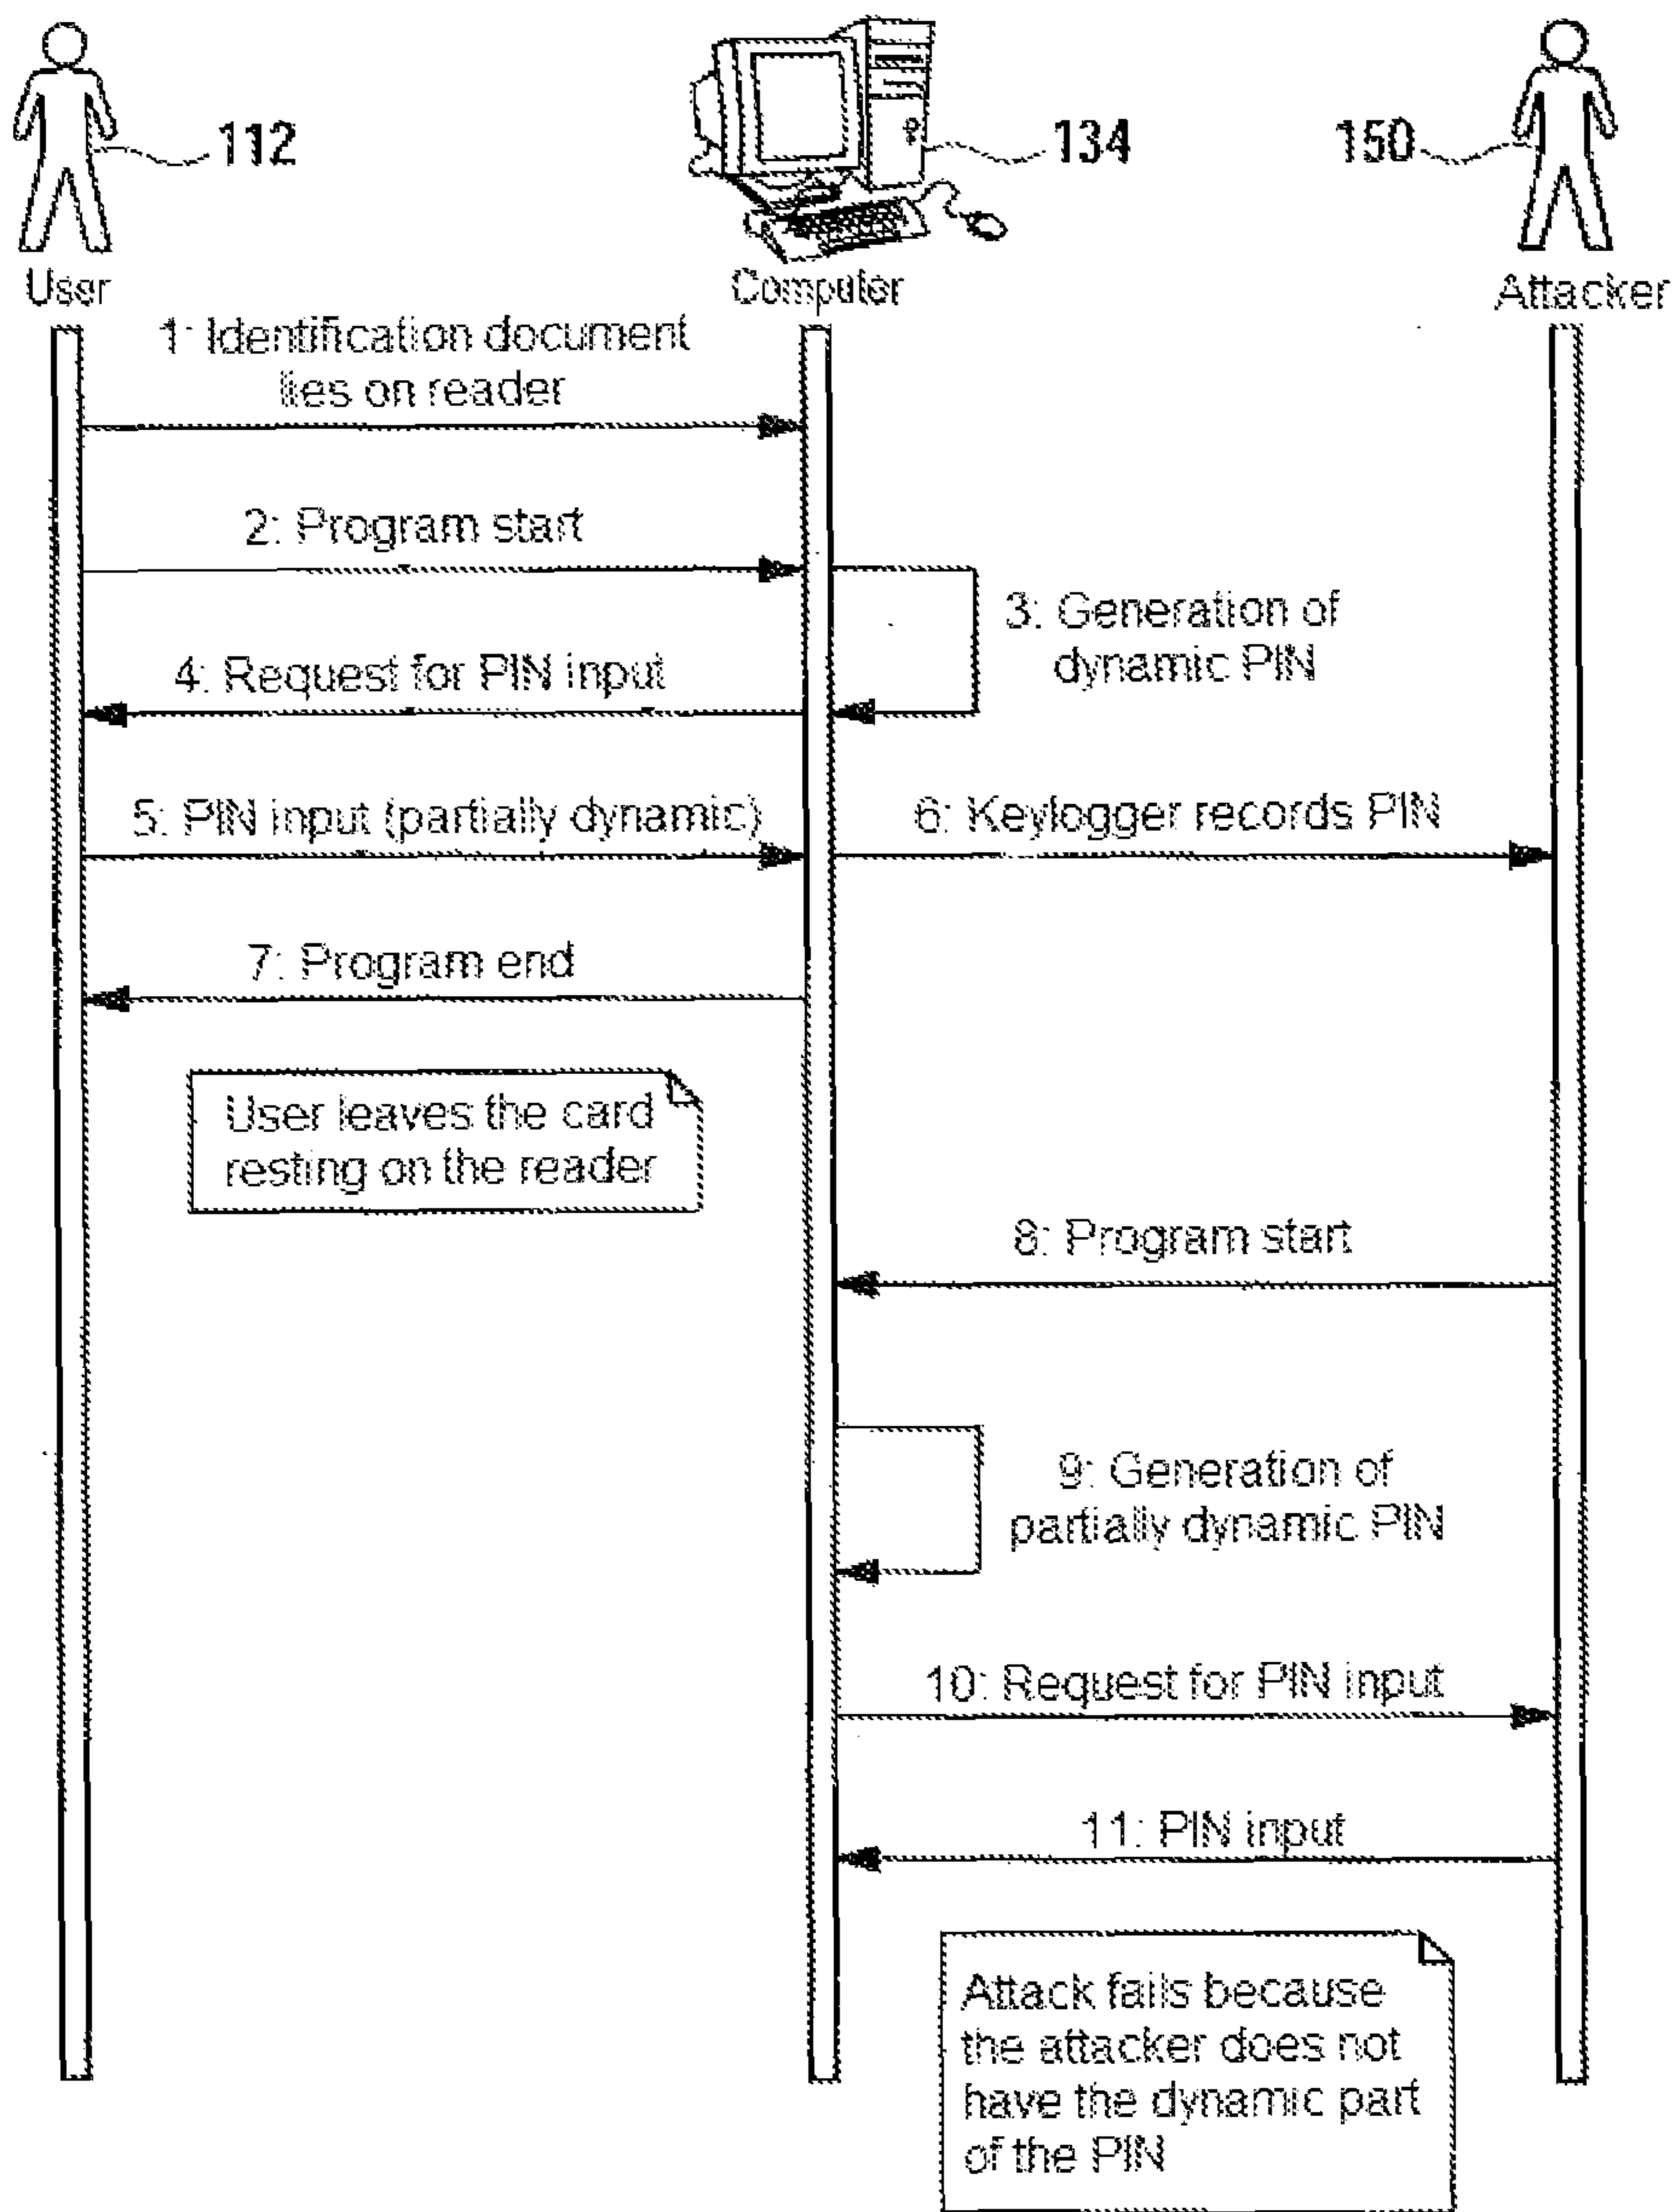 112
134
150
User
Computer
Attacker
1: Identification document
lies on reader
2: Program start
3: Generation of
dynamic PIN
4: Request for PIN input
5: PIN input (partially dynamic)
6: Keylogger records PIN
7: Program end
User leaves the card
resting on the reader
8: Program start
9: Generation of
partially dynamic PIN
10: Request for PIN input
11: PIN input
Attack fails because
the attacker does not
have the dynamic part
of the PIN